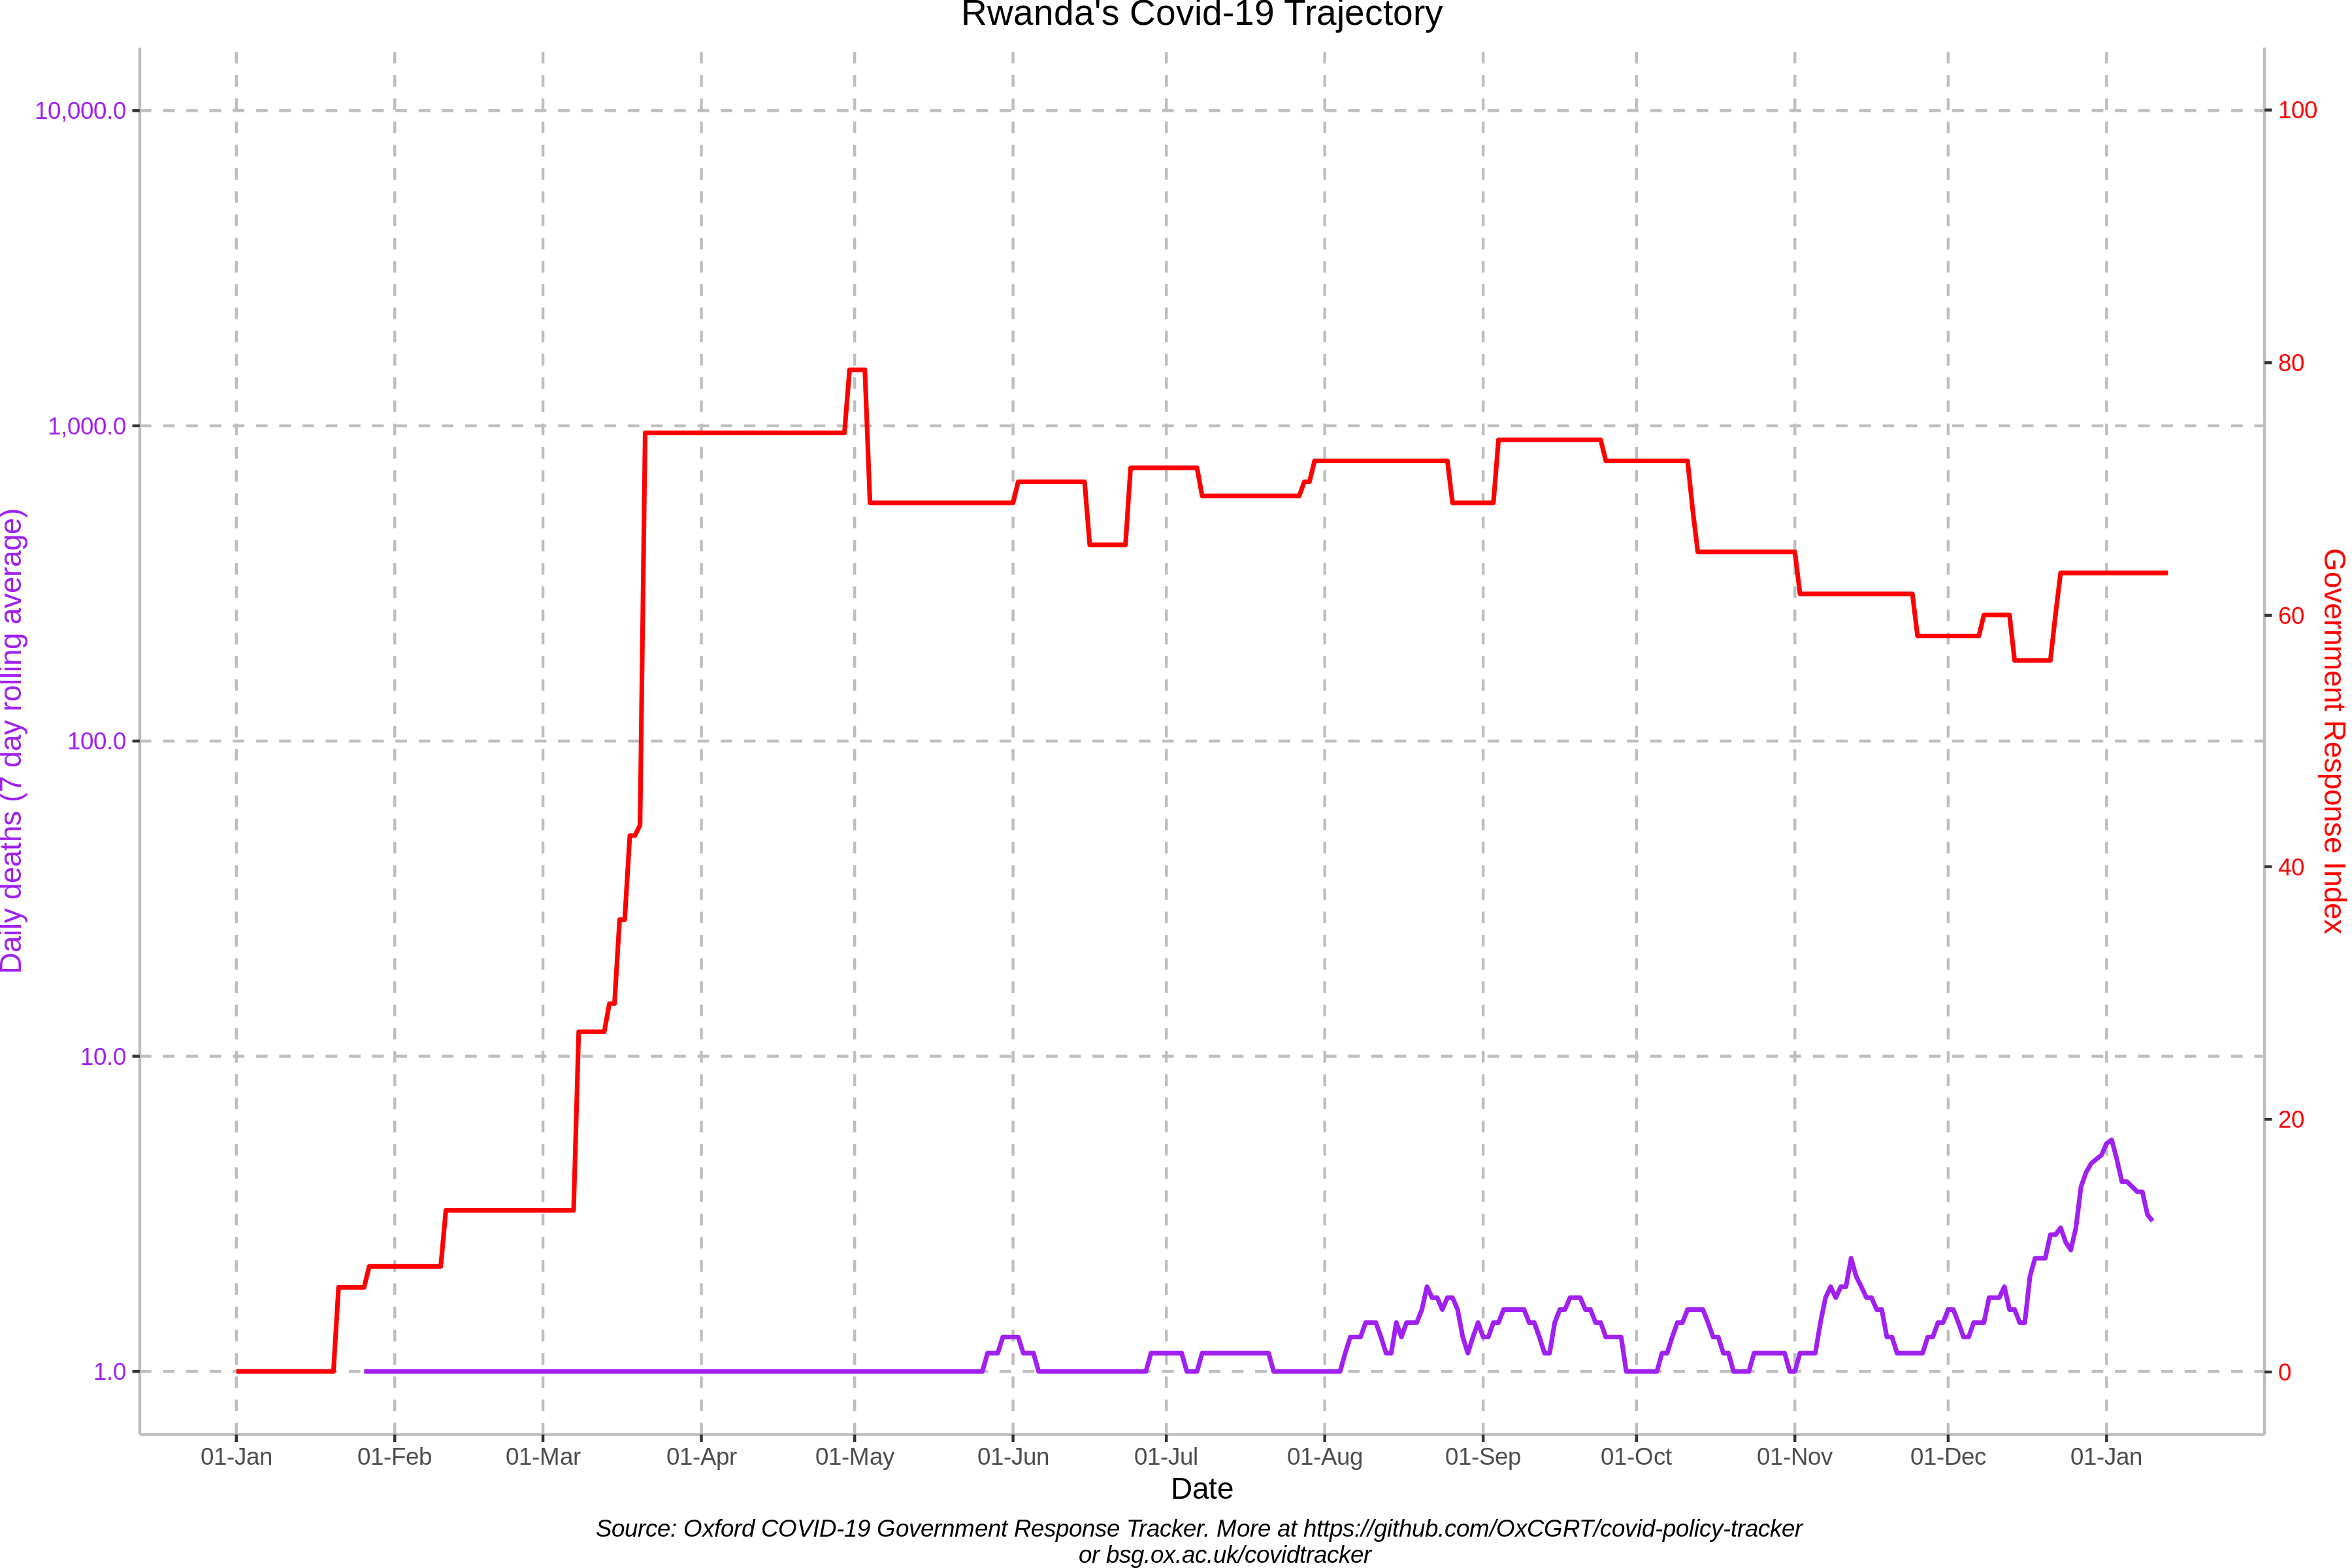 Rwanda's Covid-19 Trajectory
10,000.0
1,000.0
100.0
10.0
1.0
Daily deaths (7 day rolling average)
100
80
60
40
20
0
Government Response Index
01-Jan 01-Feb 01-Mar 01-Apr 01-May 01-Jun 01-Jul 01-Aug 01-Sep 01-Oct 01-Nov 01-Dec 01-Jan
Date
Source: Oxford COVID-19 Government Response Tracker. More at https://github.com/OxCGRT/covid-policy-tracker
or bsg.ox.ac.uk/covidtracker